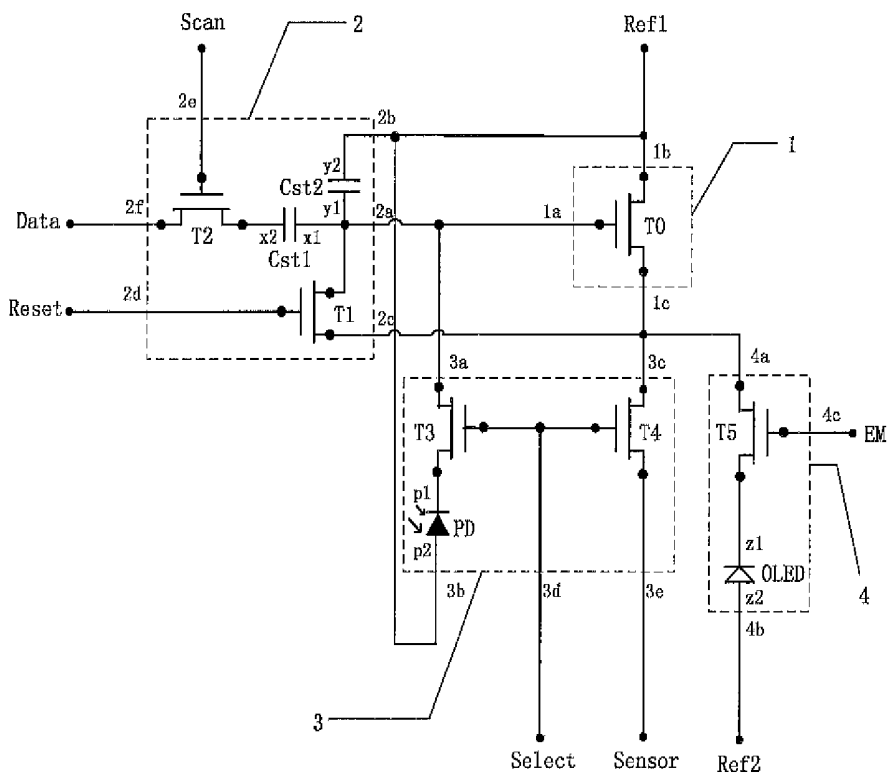 Scan
2
Ref1
2e
2b
1
1b
y2
Cst2
y1
2a
1a
T0
Data
2f
T2
x2
x1
Cst1
Reset
2d
T1
2c
1c
3a
3c
4a
T3
T4
T5
4c
EM
p1
PD
p2
z1
OLED
z2
3b
3d
3e
4b
4
3
Select
Sensor
Ref2